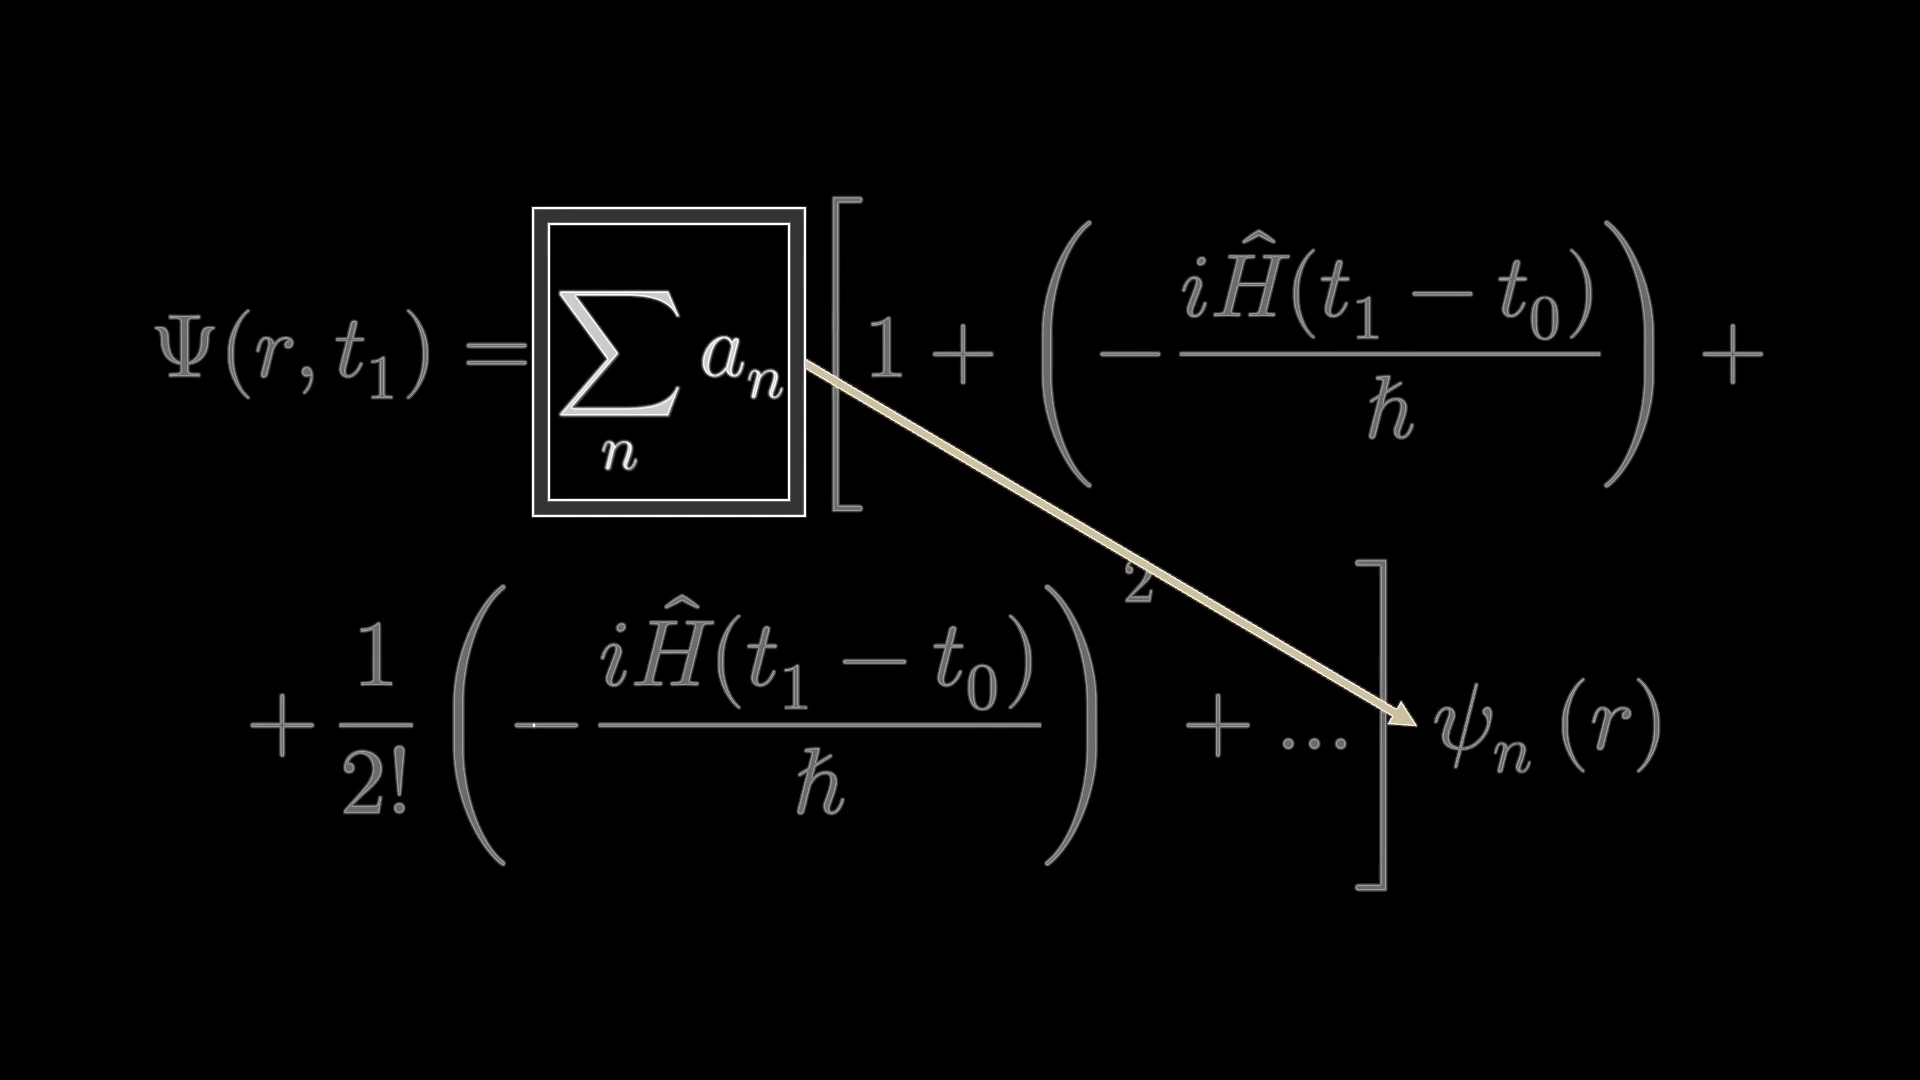 Ψ(r, t₁) = ∑ₙ aₙ [ 1 + ( − iĤ(t₁ − t₀) / ħ ) +
+ 1/2! ( − iĤ(t₁ − t₀) / ħ )² + ... ] ψₙ (r)